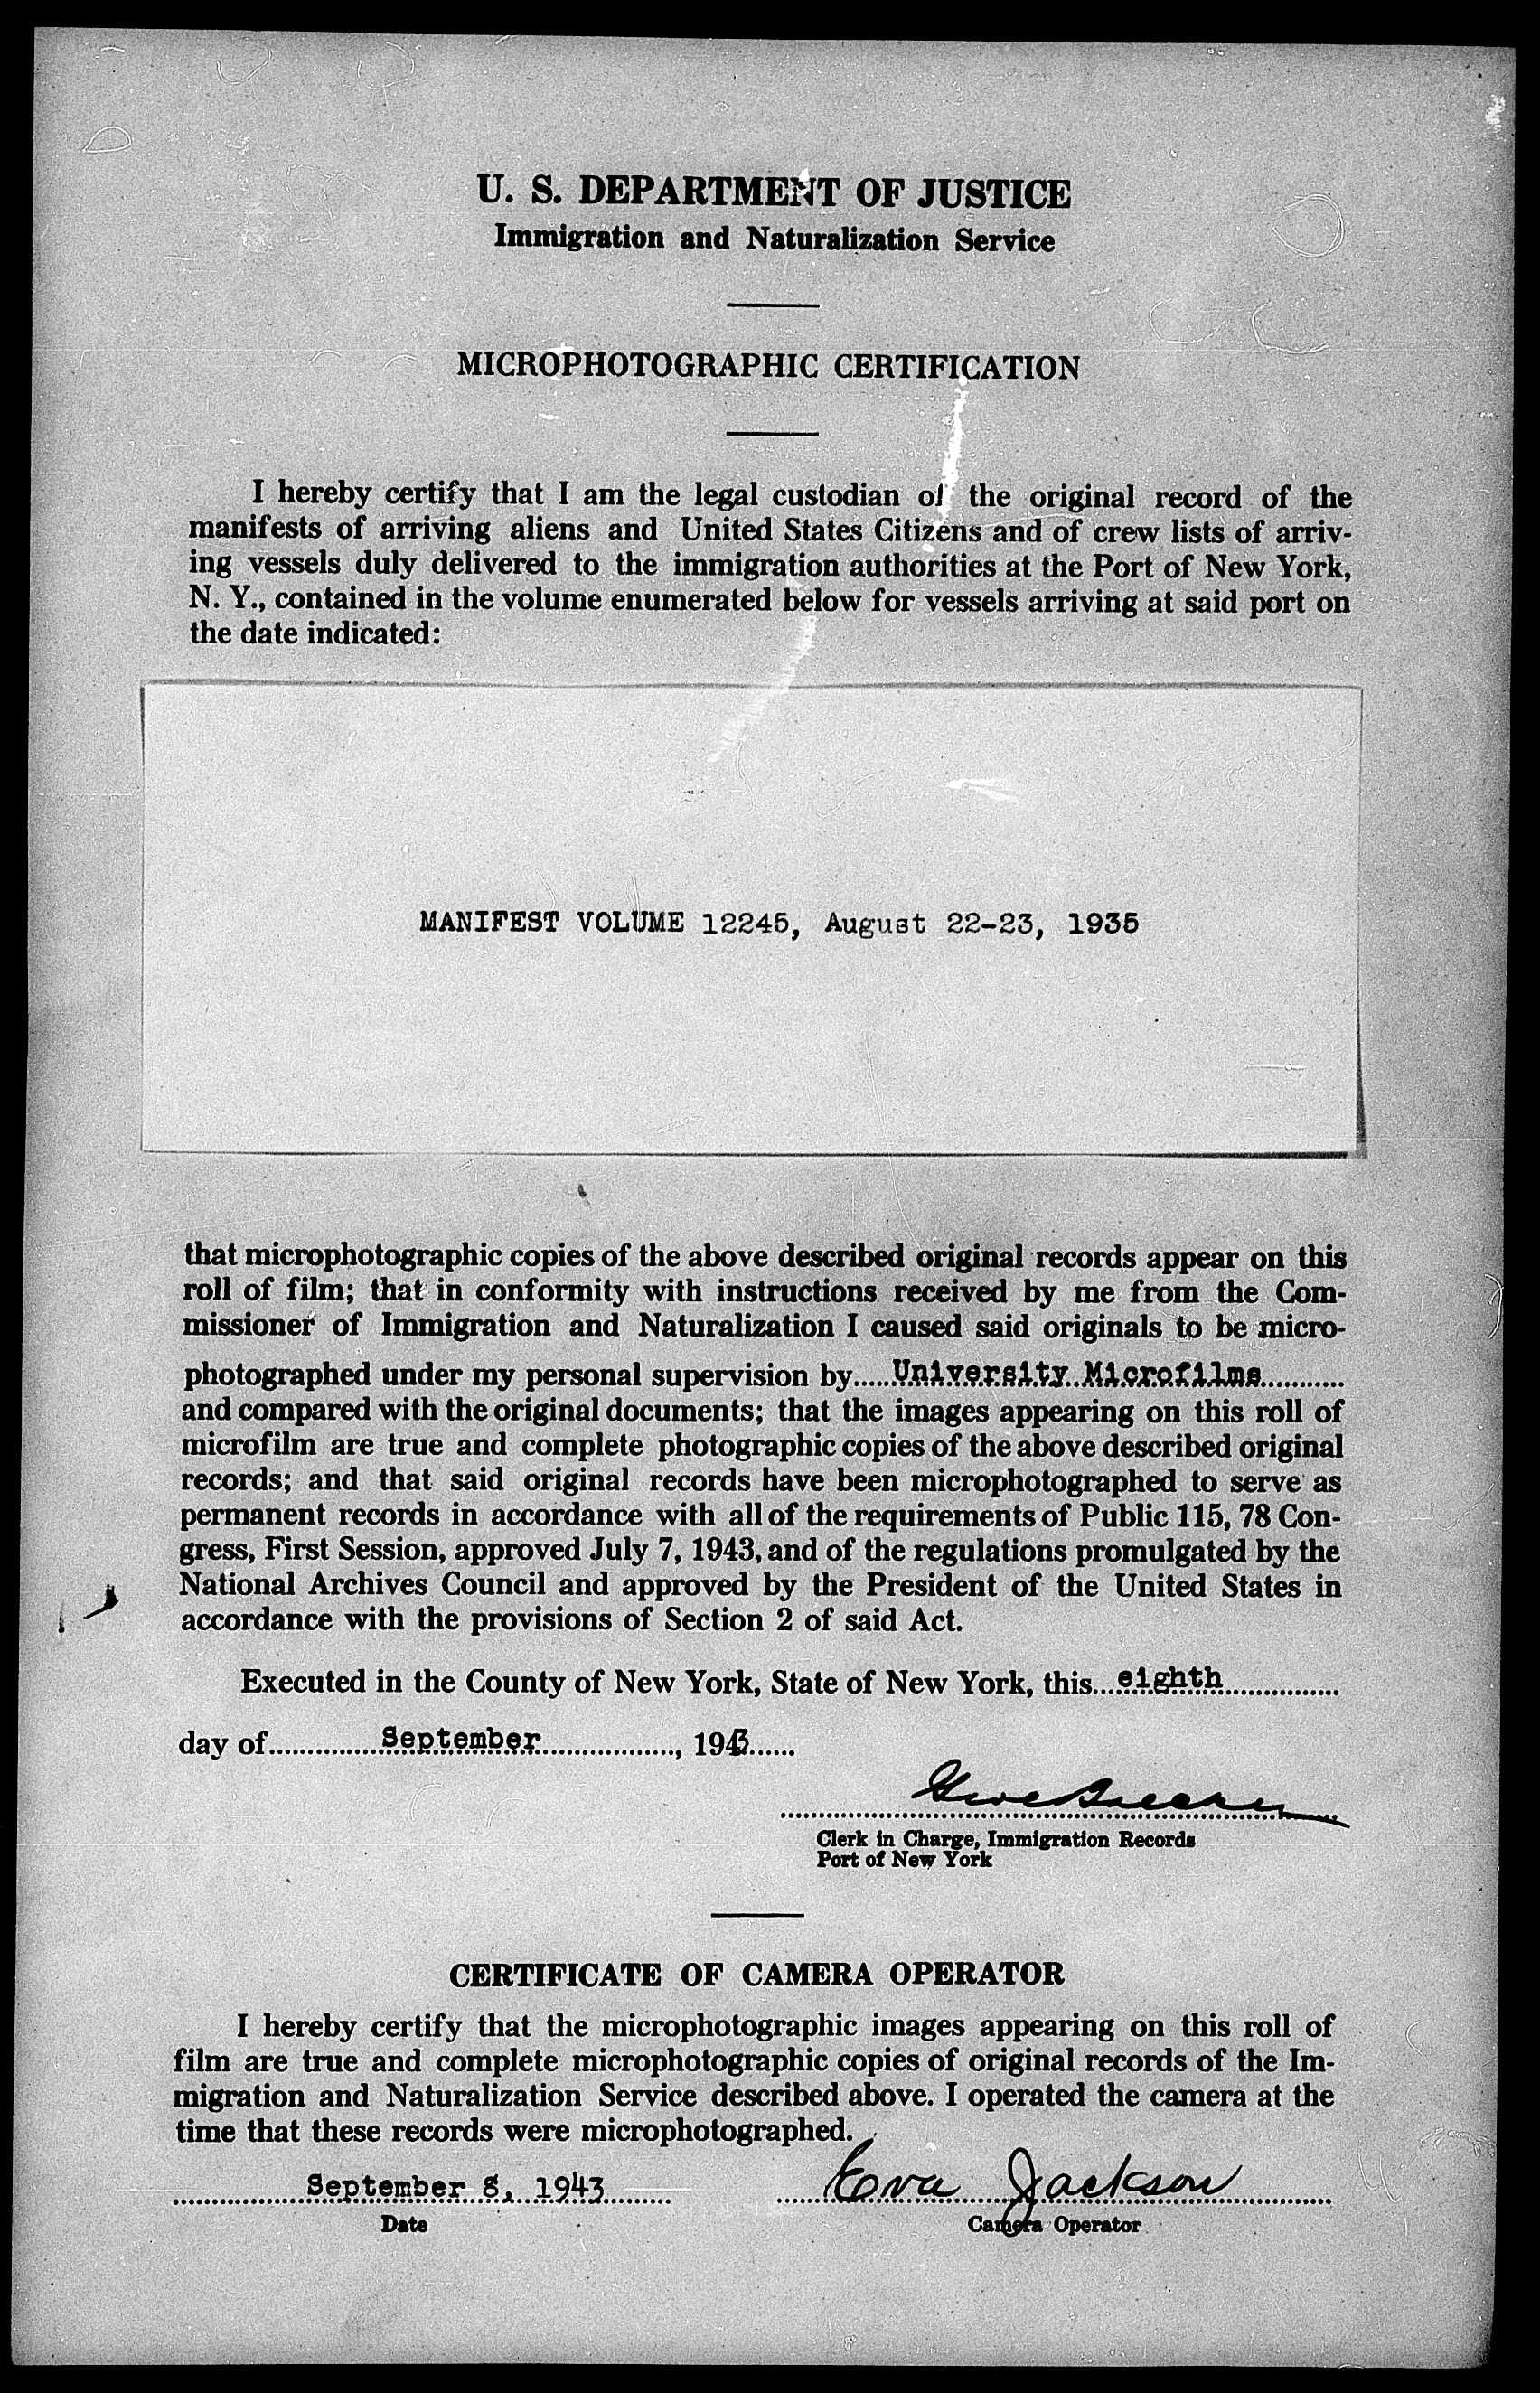 U. S. DEPARTMENT OF JUSTICE
Immigration and Naturalization Service
MICROPHOTOGRAPHIC CERTIFICATION
I hereby certify that I am the legal custodian of the original record of the
manifests of arriving aliens and United States Citizens and of crew lists of arriv-
ing vessels duly delivered to the immigration authorities at the Port of New York,
N. Y., contained in the volume enumerated below for vessels arriving at said port on
the date indicated:
MANIFEST VOLUME 12245, August 22-23, 1935
that microphotographic copies of the above described original records appear on this
roll of film; that in conformity with instructions received by me from the Com-
missioner of Immigration and Naturalization I caused said originals to be micro-
photographed under my personal supervision by......University Microfilms...........
and compared with the original documents; that the images appearing on this roll of
microfilm are true and complete photographic copies of the above described original
records; and that said original records have been microphotographed to serve as
permanent records in accordance with all of the requirements of Public 115, 78 Con-
gress, First Session, approved July 7, 1943, and of the regulations promulgated by the
National Archives Council and approved by the President of the United States in
accordance with the provisions of Section 2 of said Act.
Executed in the County of New York, State of New York, this....eighth...............
day of...............September.................., 1943......
Clerk in Charge, Immigration Records
Port of New York
CERTIFICATE OF CAMERA OPERATOR
I hereby certify that the microphotographic images appearing on this roll of
film are true and complete microphotographic copies of original records of the Im-
migration and Naturalization Service described above. I operated the camera at the
time that these records were microphotographed.
September 8, 1943 Eva Jackson
Date Camera Operator